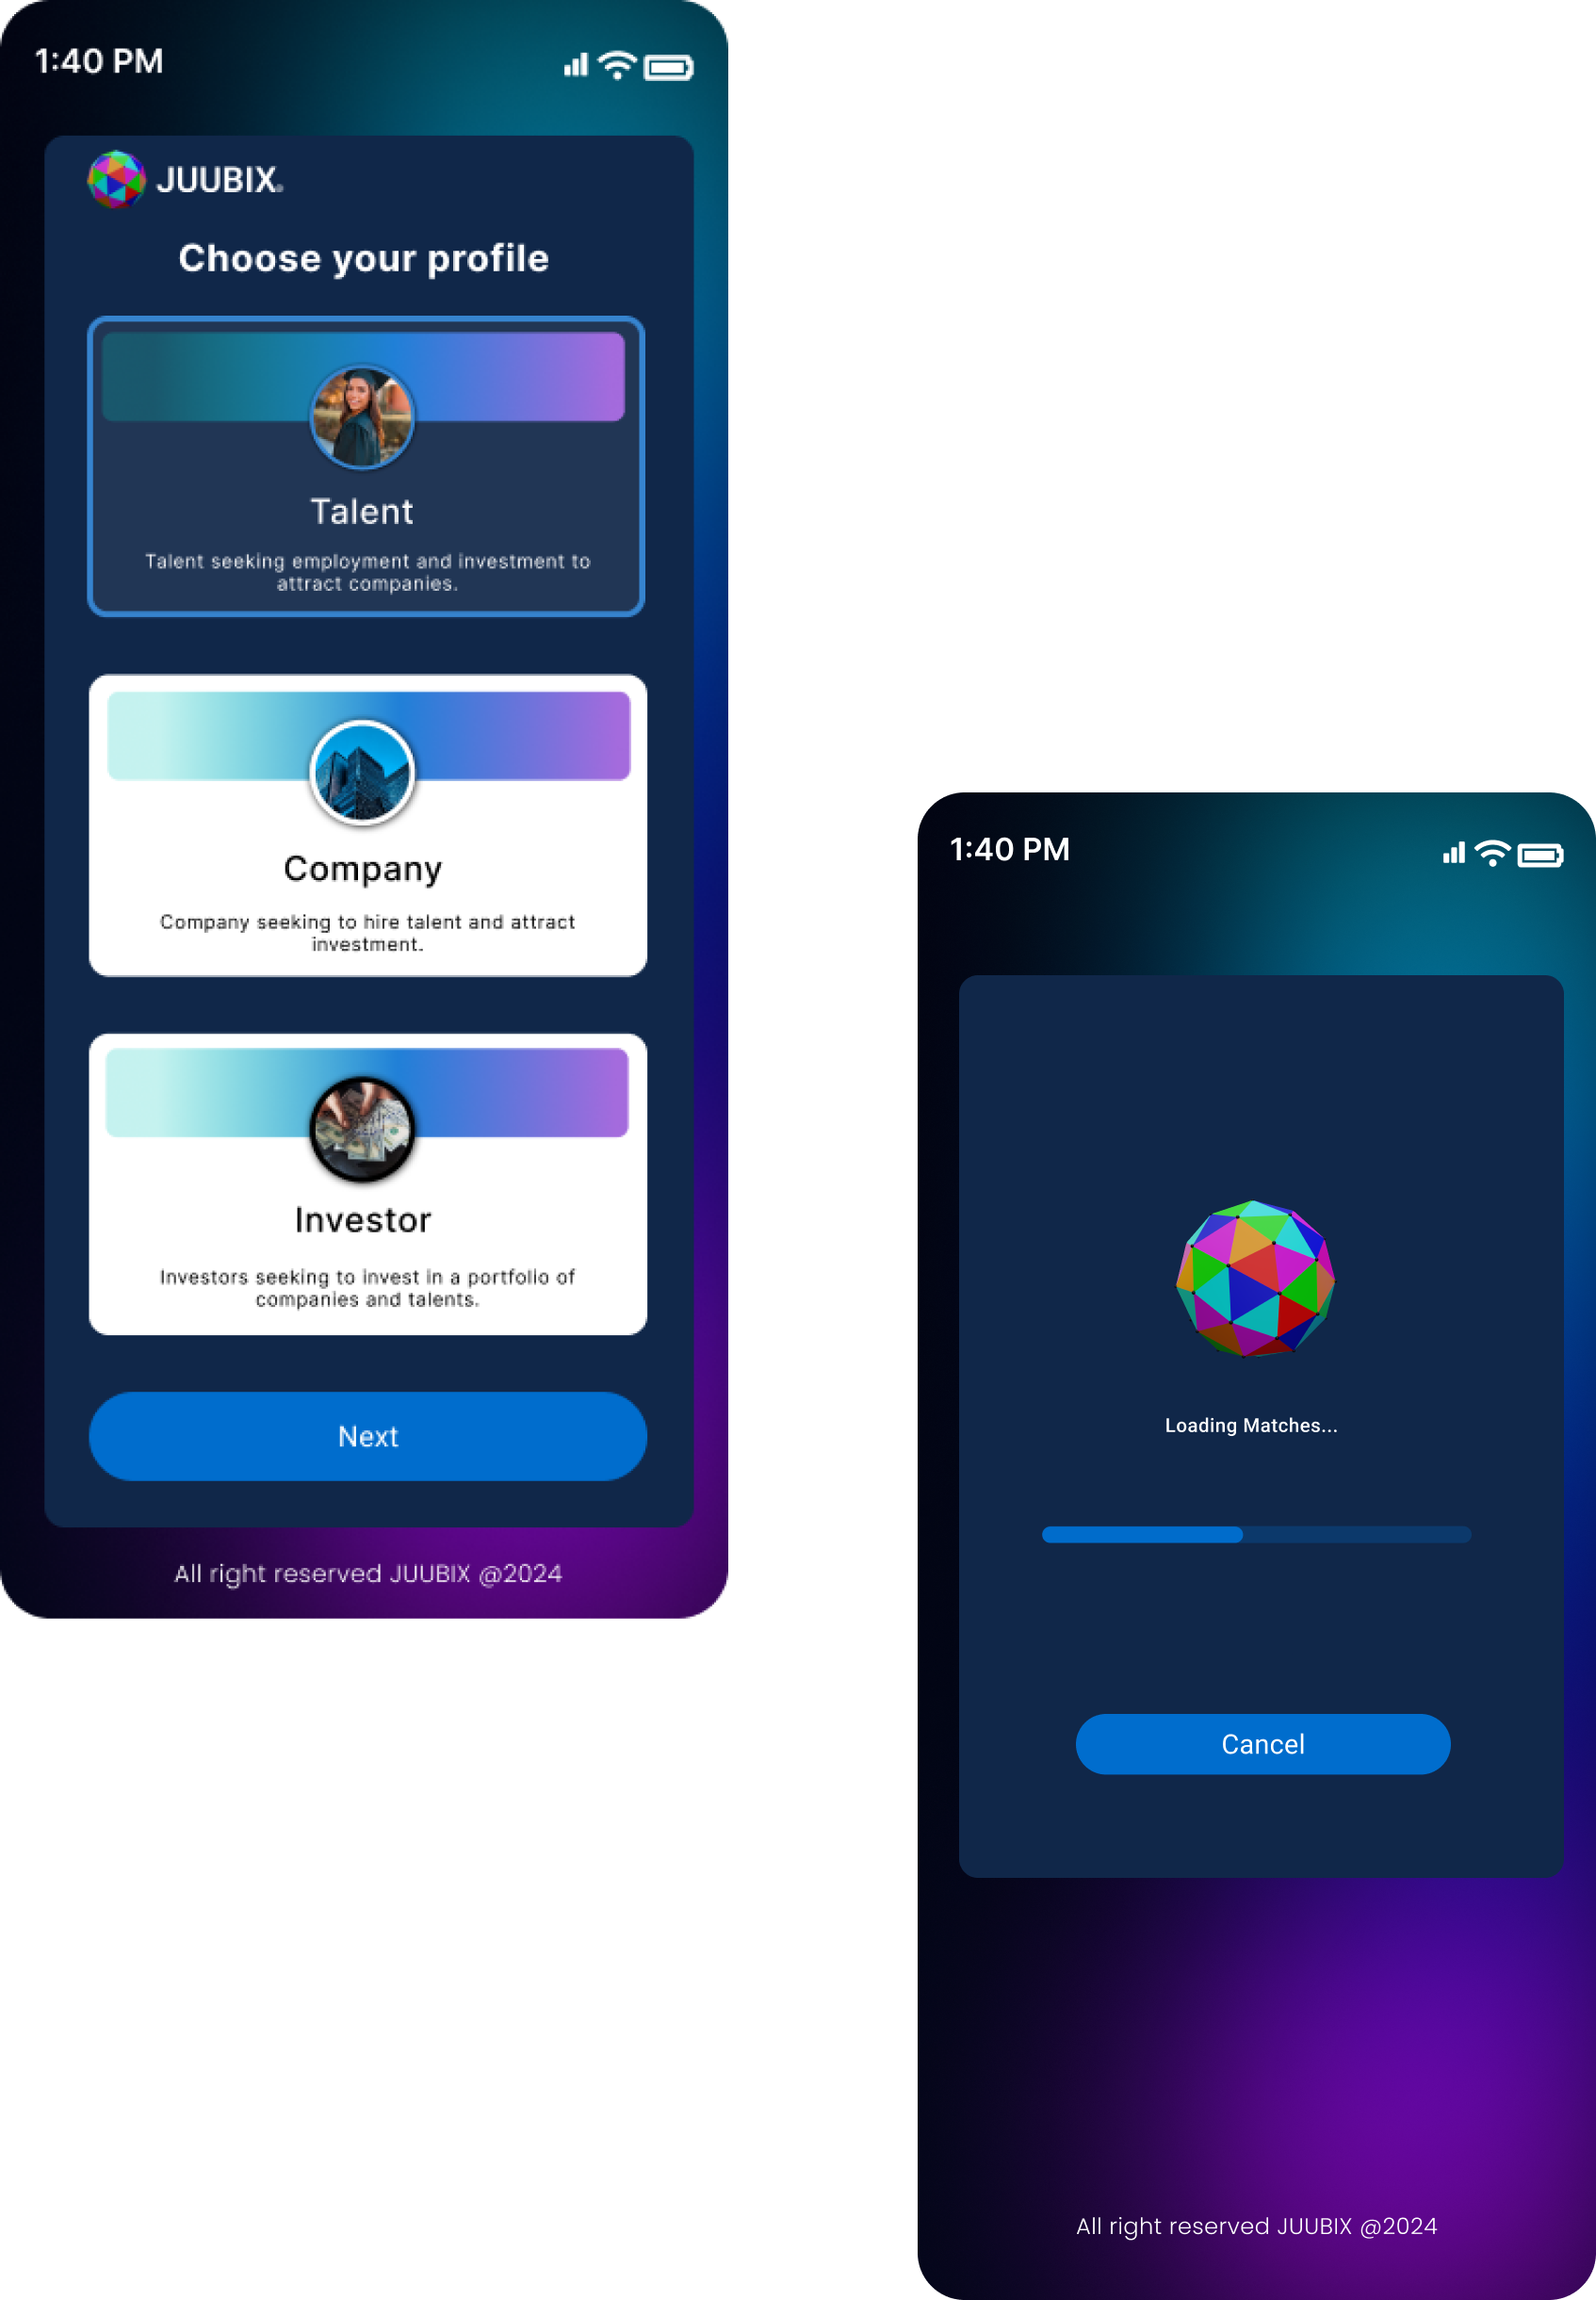 1:40 PM
JUUBIX®
Choose your profile
Talent
Talent seeking employment and investment to
attract companies.
Company
Company seeking to hire talent and attract
investment.
Investor
Investors seeking to invest in a portfolio of
companies and talents.
Next
All right reserved JUUBIX @2024
1:40 PM
Loading Matches...
Cancel
All right reserved JUUBIX @2024